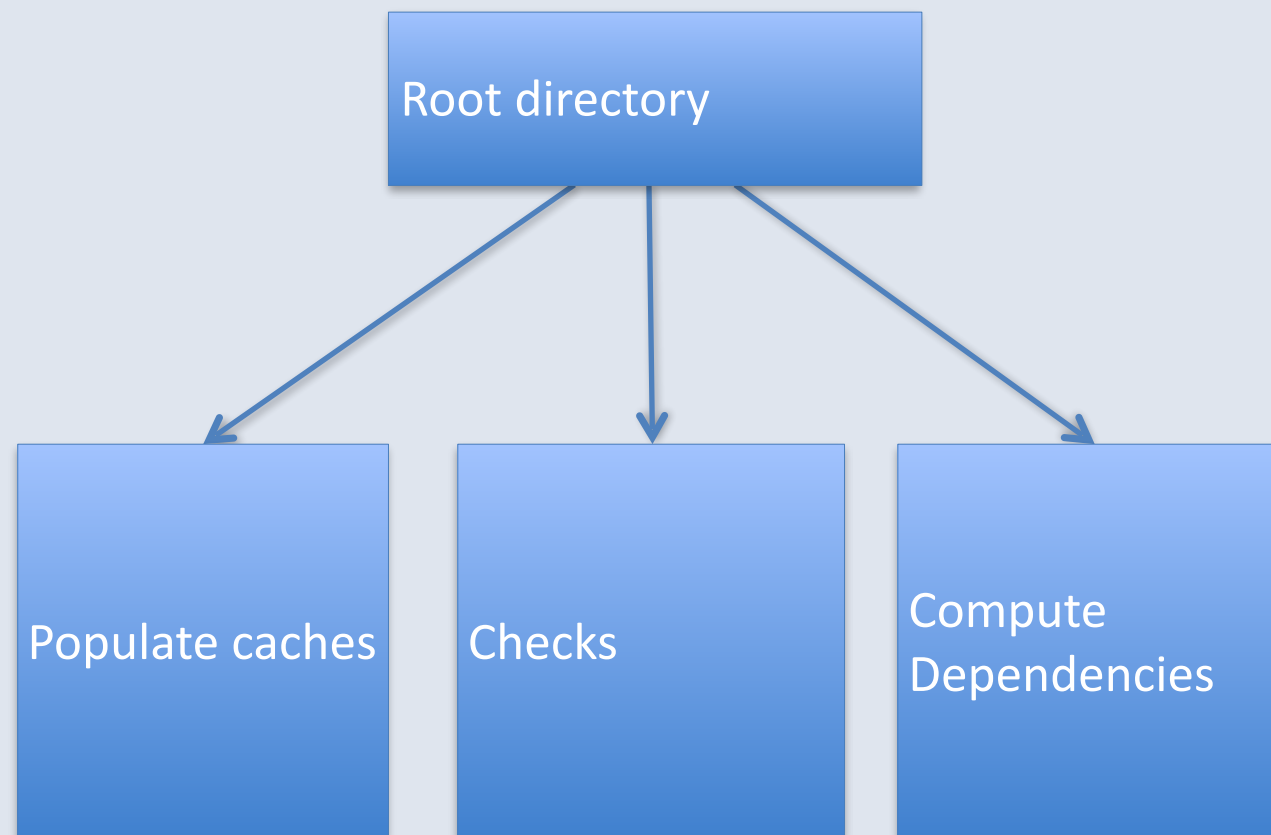 Root directory
Populate caches
Checks
Compute
Dependencies